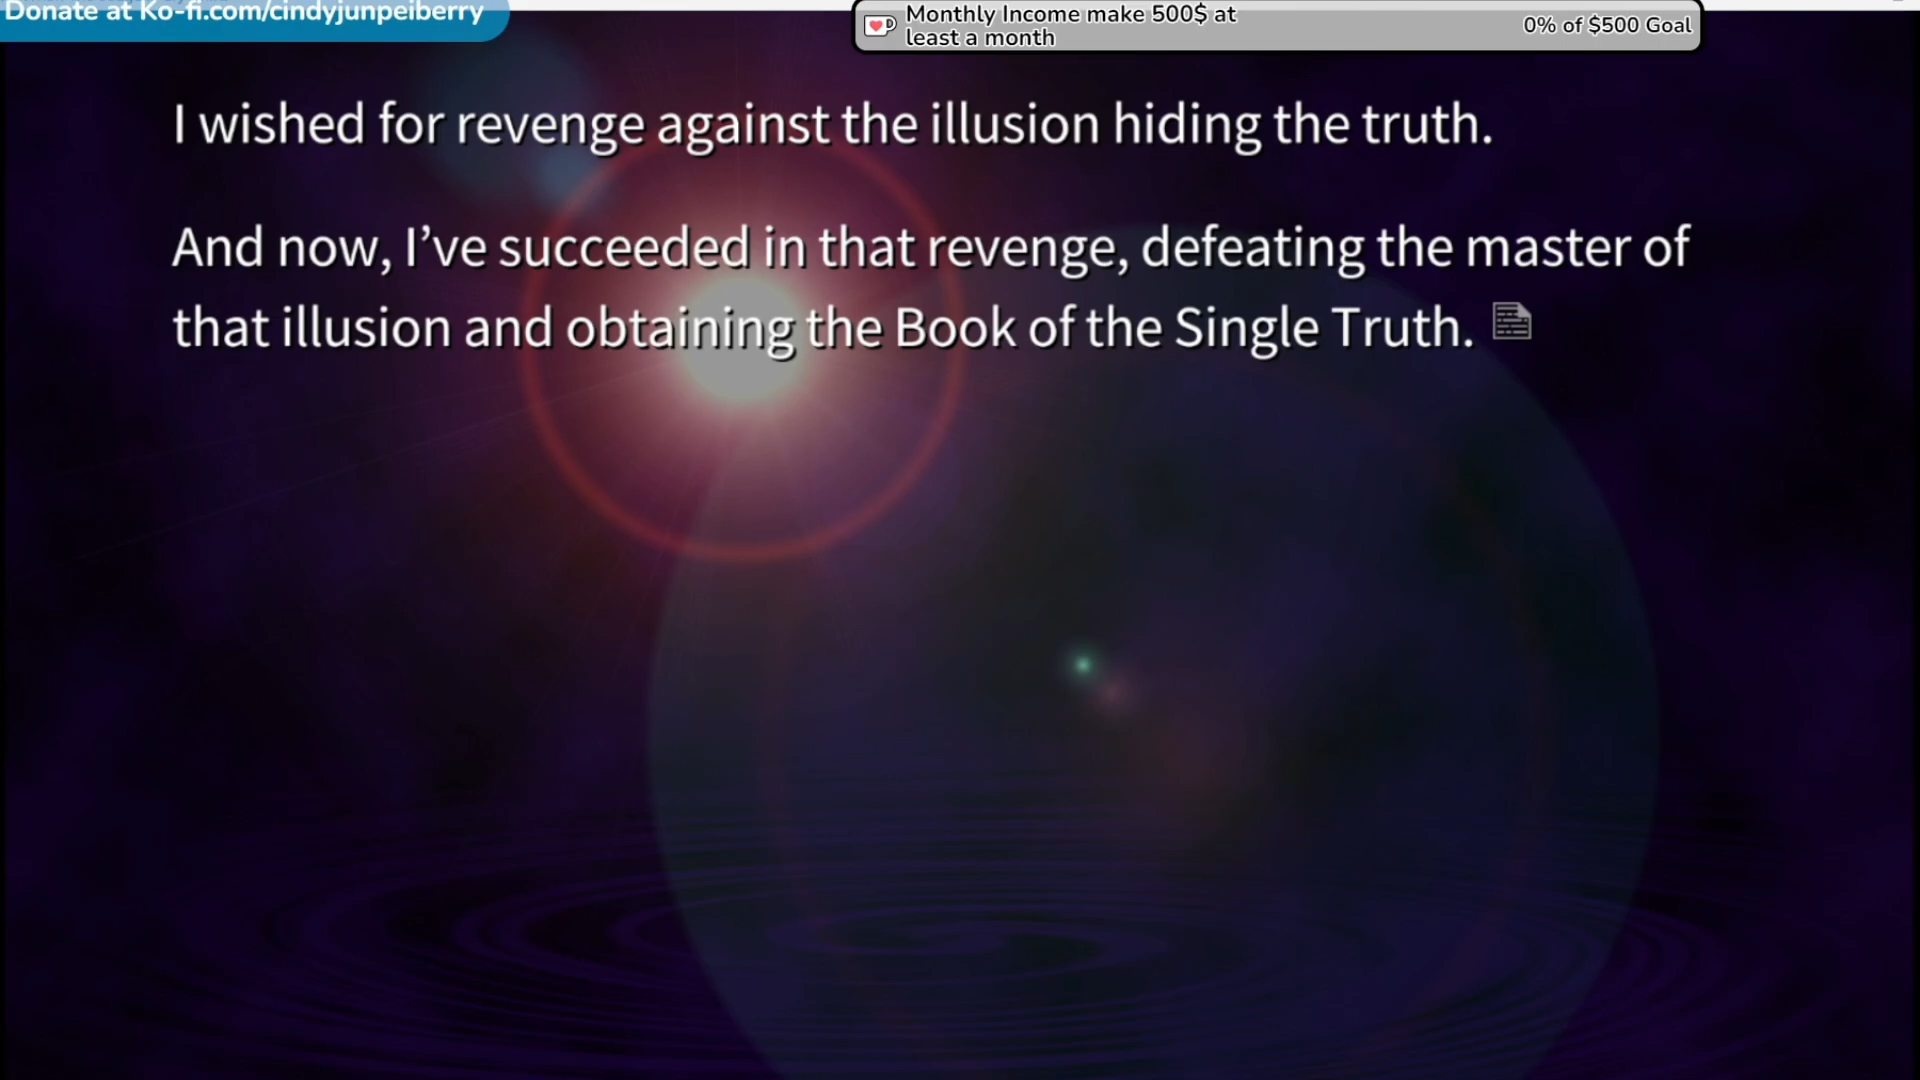 Donate at Ko-fi.com/cindyjunpeiberry
Monthly Income make 500$ at
least a month
0% of $500 Goal
I wished for revenge against the illusion hiding the truth.
And now, I’ve succeeded in that revenge, defeating the master of
that illusion and obtaining the Book of the Single Truth.